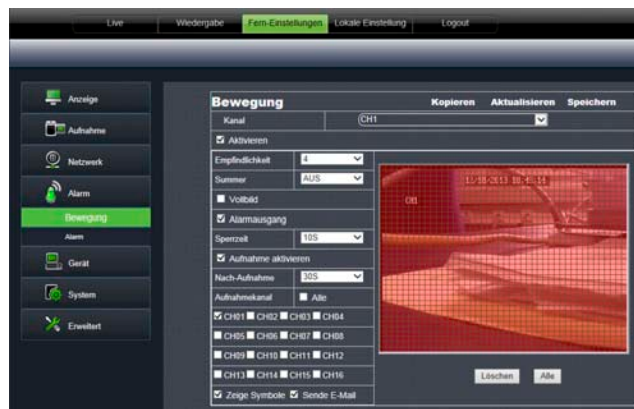 Live Wiedergabe Fern-Einstellungen Lokale Einstellung Logout
Anzeige
Aufnahme
Netzwerk
Alarm
Bewegung
Alarm
Gerät
System
Erweitert
Bewegung Kopieren Aktualisieren Speichern
Kanal CH1
Aktivieren
Empfindlichkeit 4
Summer AUS
Vollbild
Alarmausgang
Sperrzeit 10S
Aufnahme aktivieren
Nach-Aufnahme 30S
Aufnahmekanal Alle
CH01 CH02 CH03 CH04
CH05 CH06 CH07 CH08
CH09 CH10 CH11 CH12
CH13 CH14 CH15 CH16
Zeige Symbole Sende E-Mail
CH1
Löschen Alle